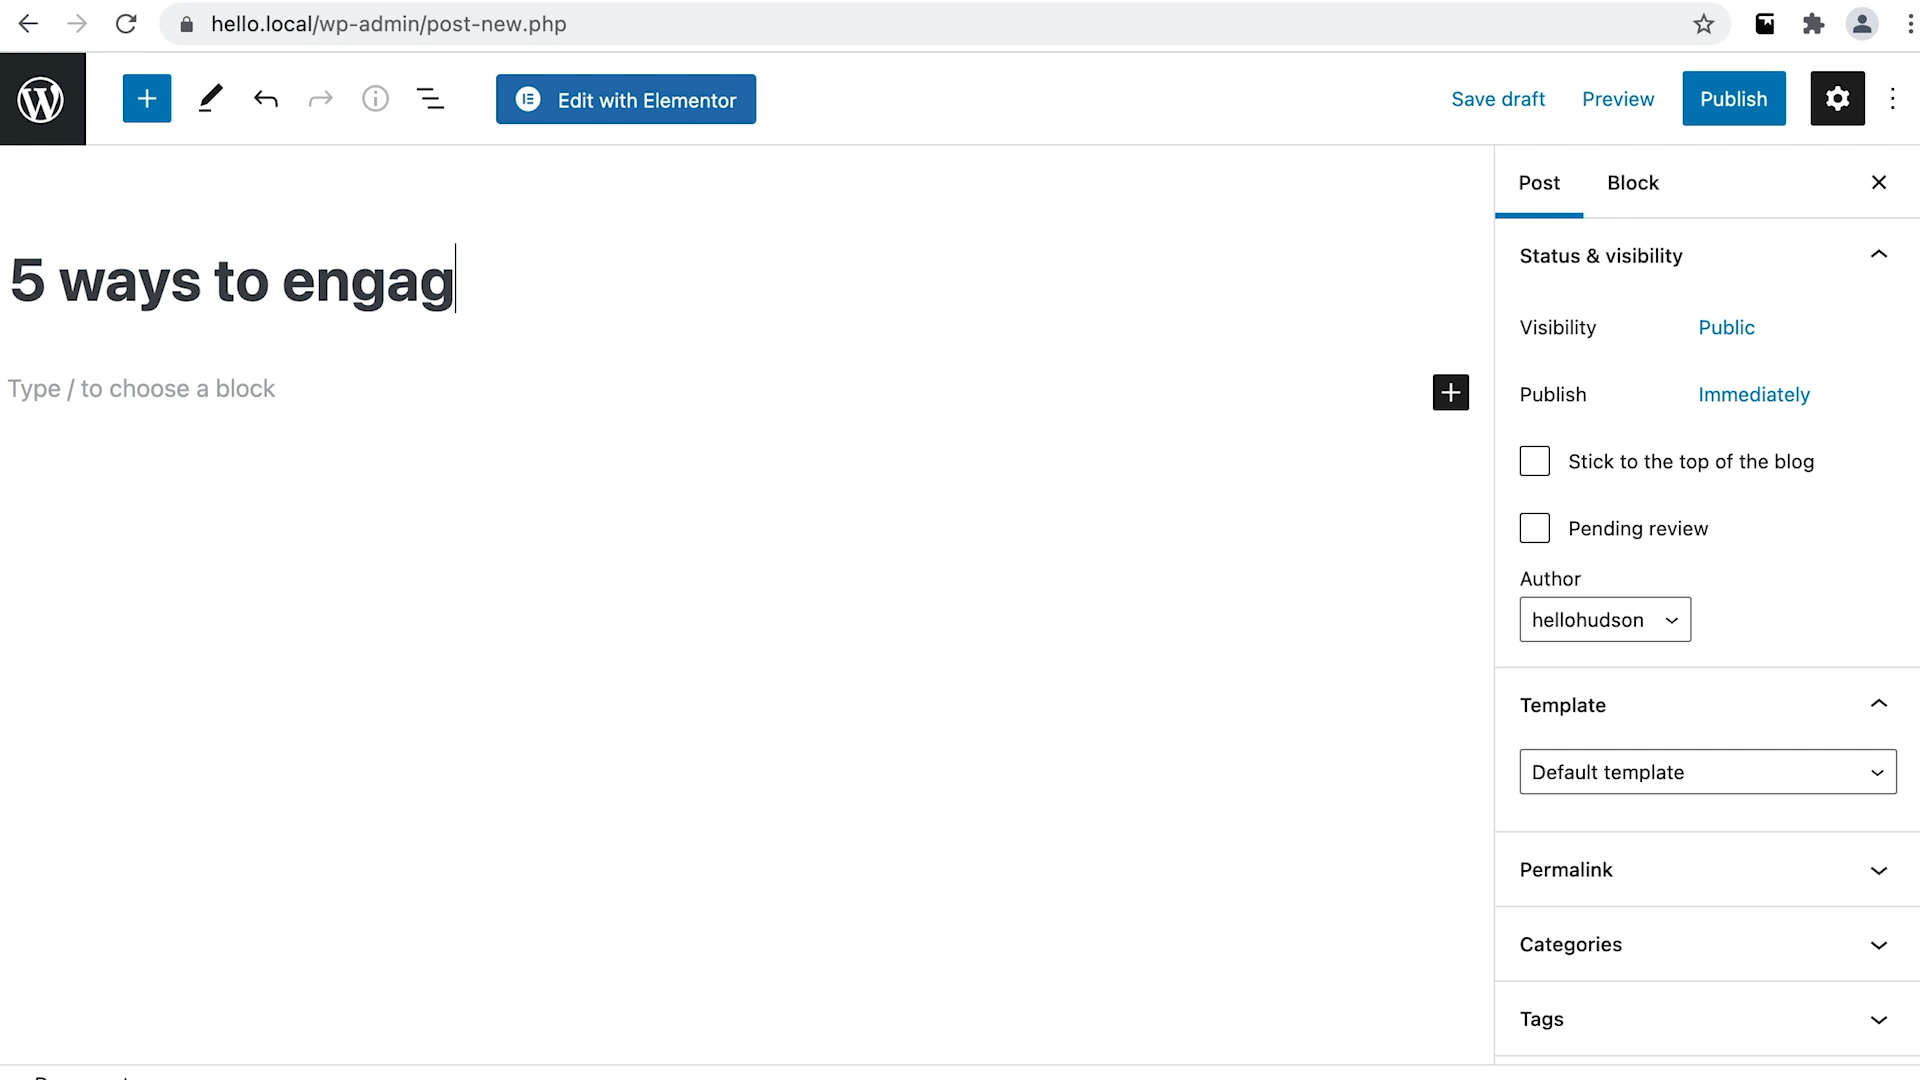 hello.local/wp-admin/post-new.php
Edit with Elementor
Save draft
Preview
Publish
5 ways to engag
Type / to choose a block
Post
Block
Status & visibility
Visibility
Public
Publish
Immediately
Stick to the top of the blog
Pending review
Author
hellohudson
Template
Default template
Permalink
Categories
Tags